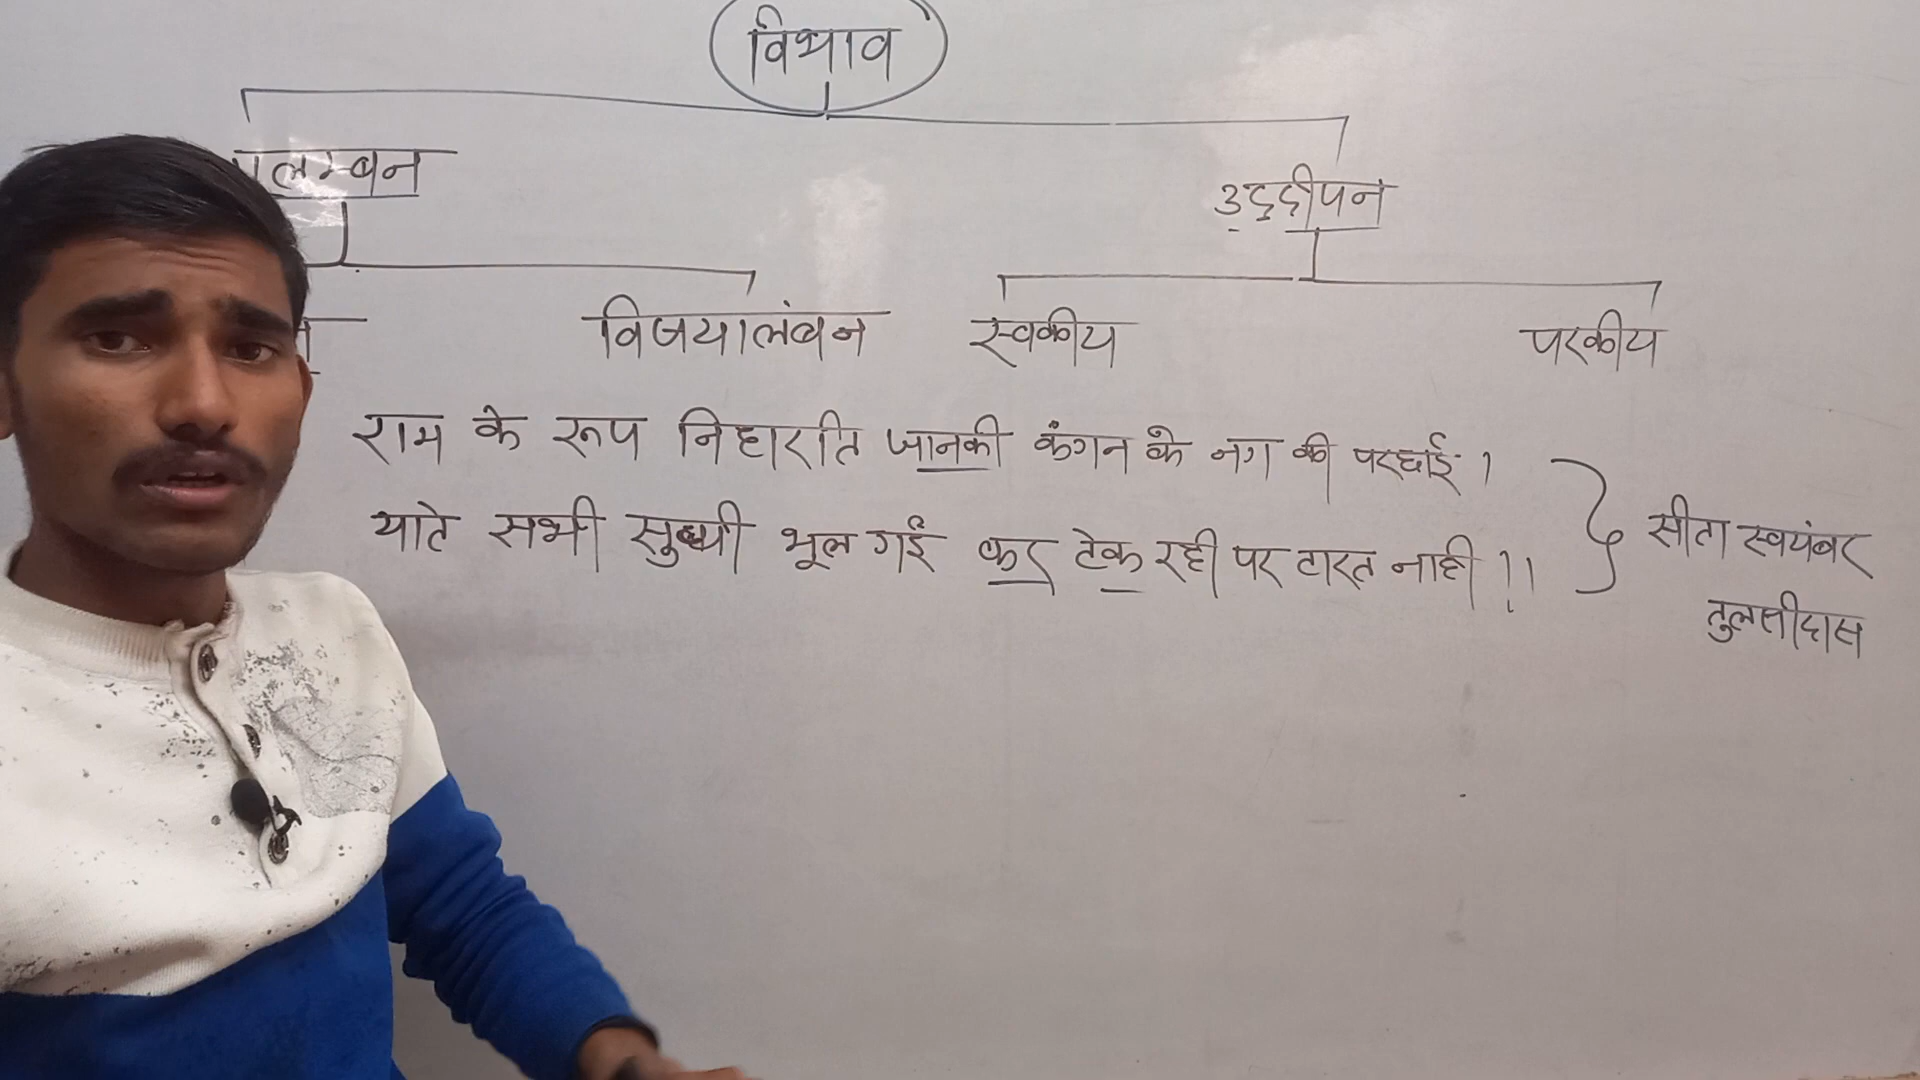 विभाव
लम्बन
उद्दीपन
विजयालंबन स्वकीय परकीय
राम के रूप निहारति जानकी कंगन के नग की परछाई ।
याते सभी सुध्धी भूल गई कर टेक रही पर टारत नाही ।।
सीता स्वयंबर
तुलसीदास